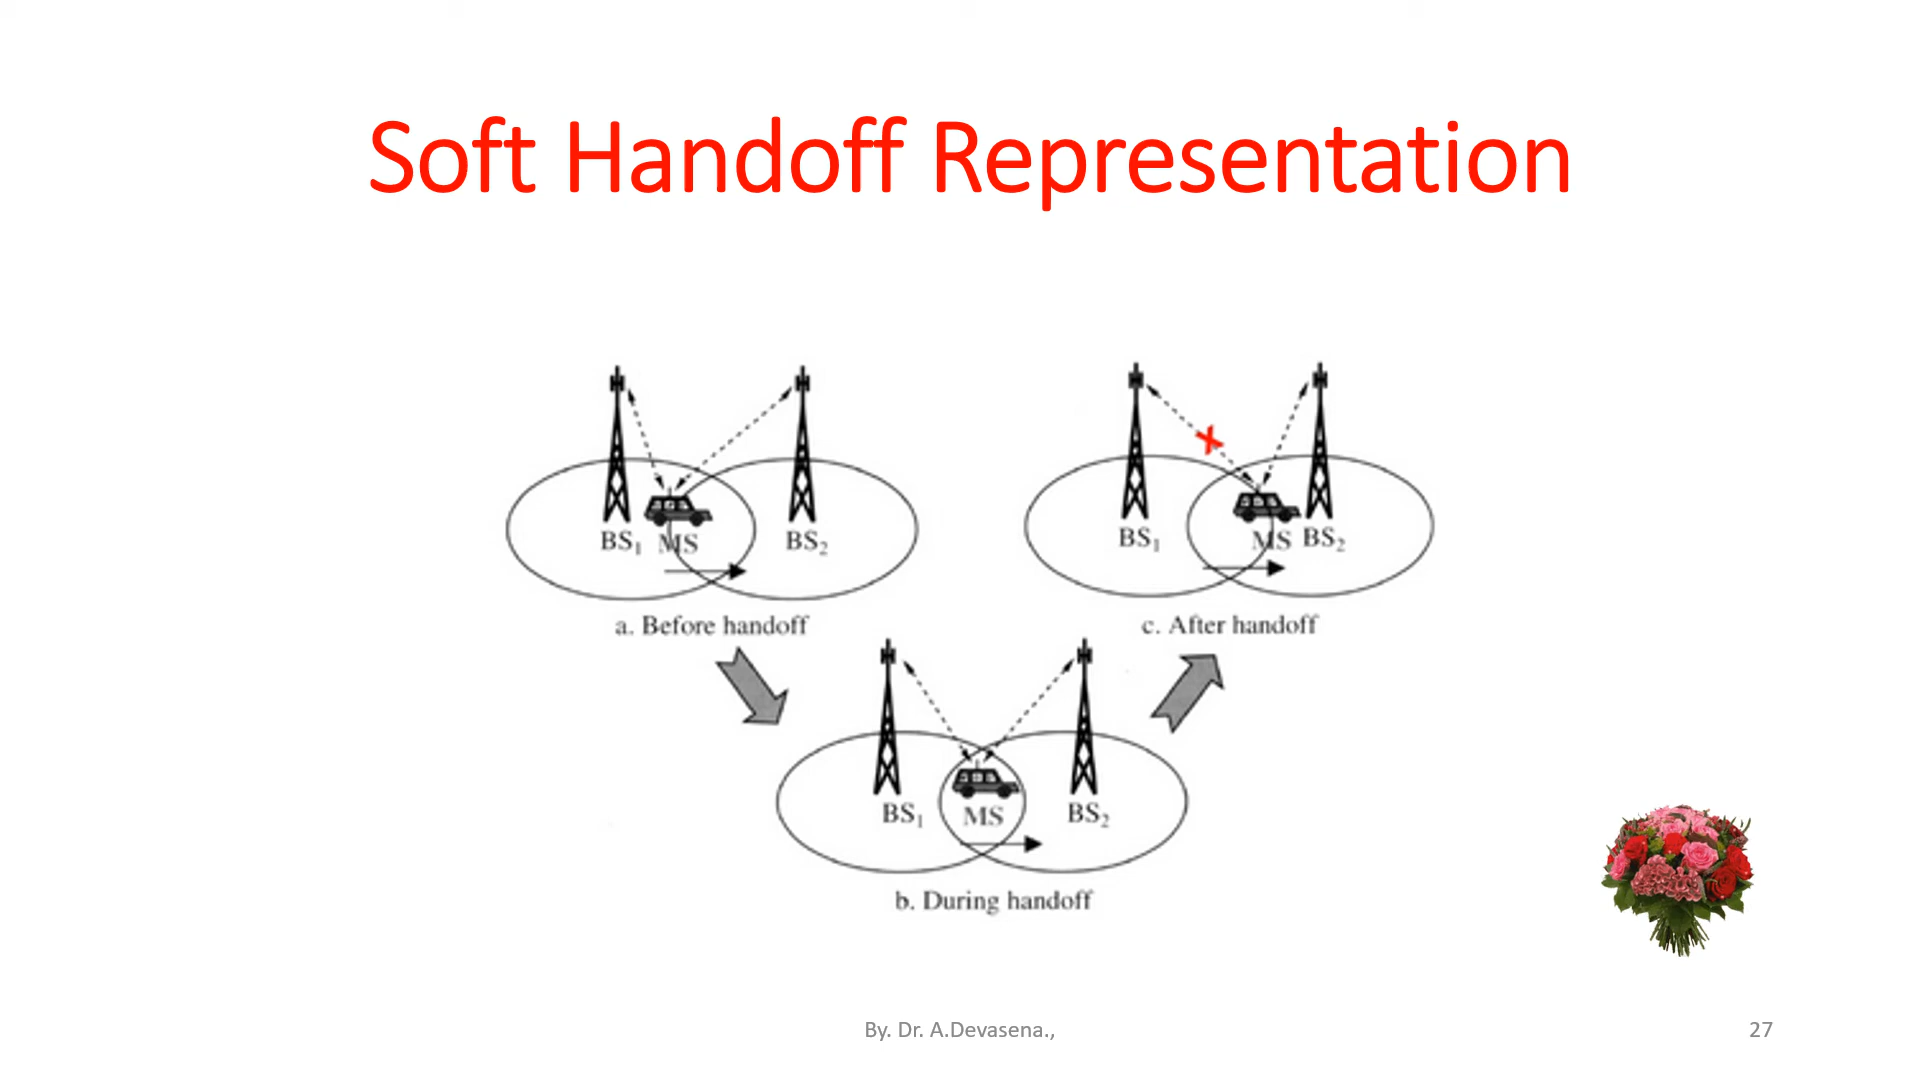 Soft Handoff Representation
BS₁ MS BS₂
a. Before handoff
BS₁ MS BS₂
c. After handoff
BS₁ MS BS₂
b. During handoff
By. Dr. A.Devasena.,
27